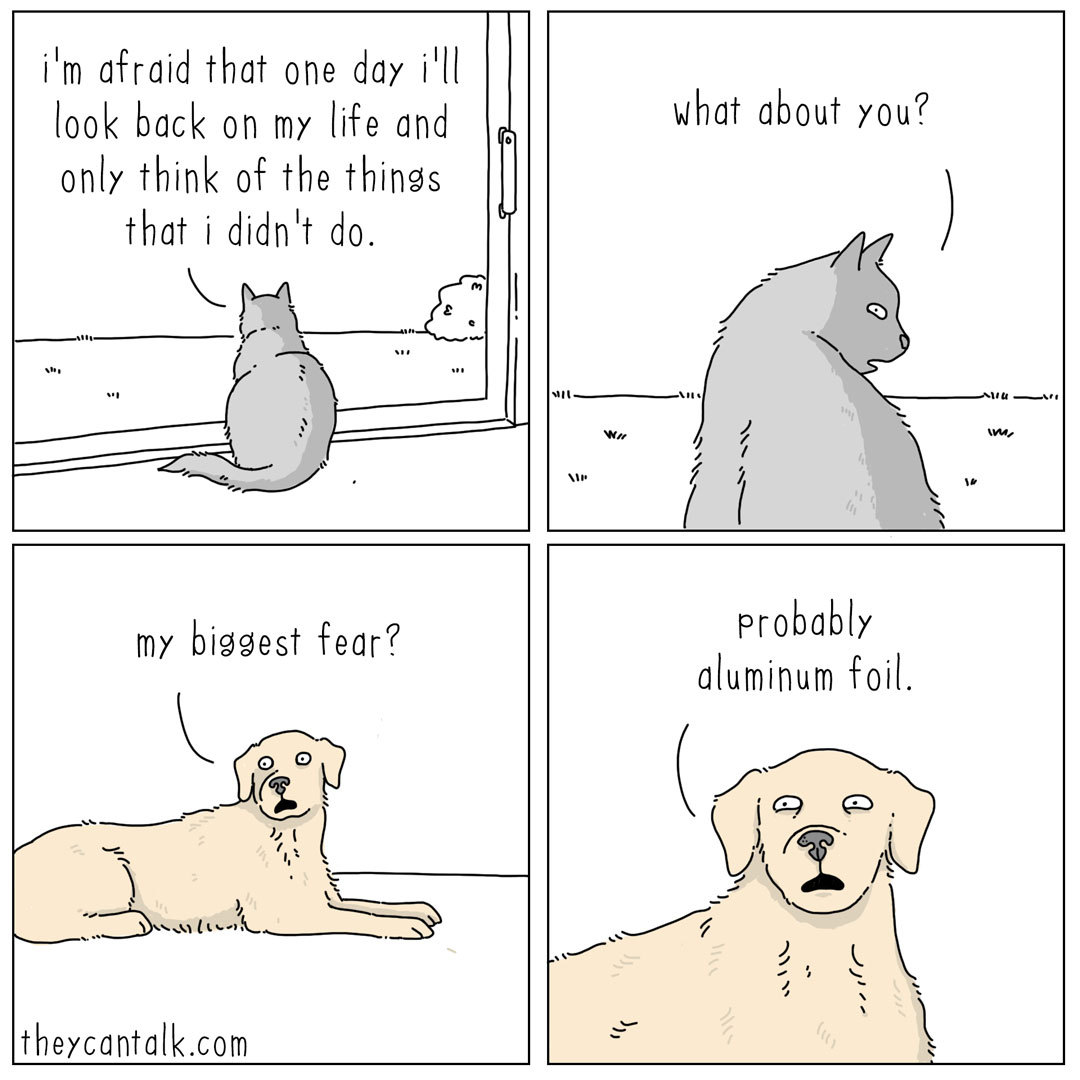 i'm afraid that one day i'll
look back on my life and
only think of the things
that i didn't do.
what about you?
my biggest fear?
probably
aluminum foil.
theycantalk.com